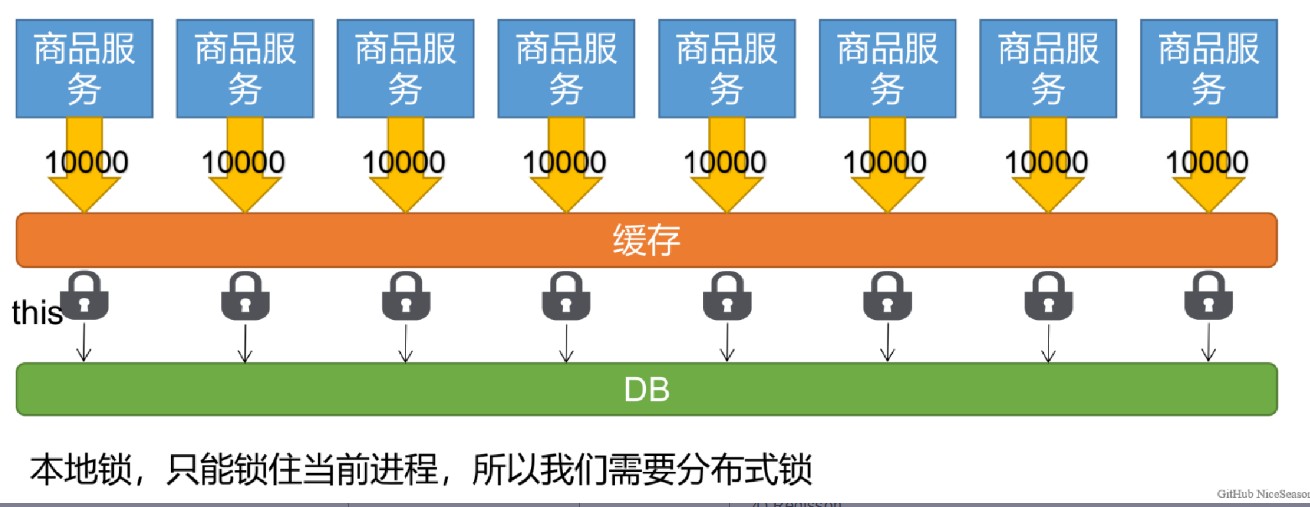 商品服务 商品服务 商品服务 商品服务 商品服务 商品服务 商品服务 商品服务
10000 10000 10000 10000 10000 10000 10000 10000
缓存
this
DB
本地锁，只能锁住当前进程，所以我们需要分布式锁
GitHub NiceSeason